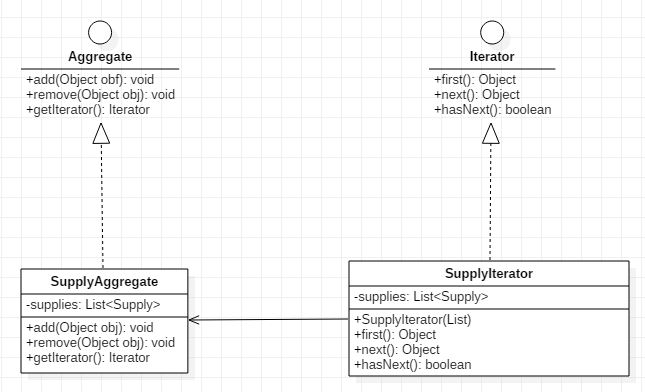 Aggregate
+add(Object obf): void
+remove(Object obj): void
+getIterator(): Iterator
Iterator
+first(): Object
+next(): Object
+hasNext(): boolean
SupplyAggregate
-supplies: List<Supply>
+add(Object obj): void
+remove(Object obj): void
+getIterator(): Iterator
SupplyIterator
-supplies: List<Supply>
+SupplyIterator(List)
+first(): Object
+next(): Object
+hasNext(): boolean